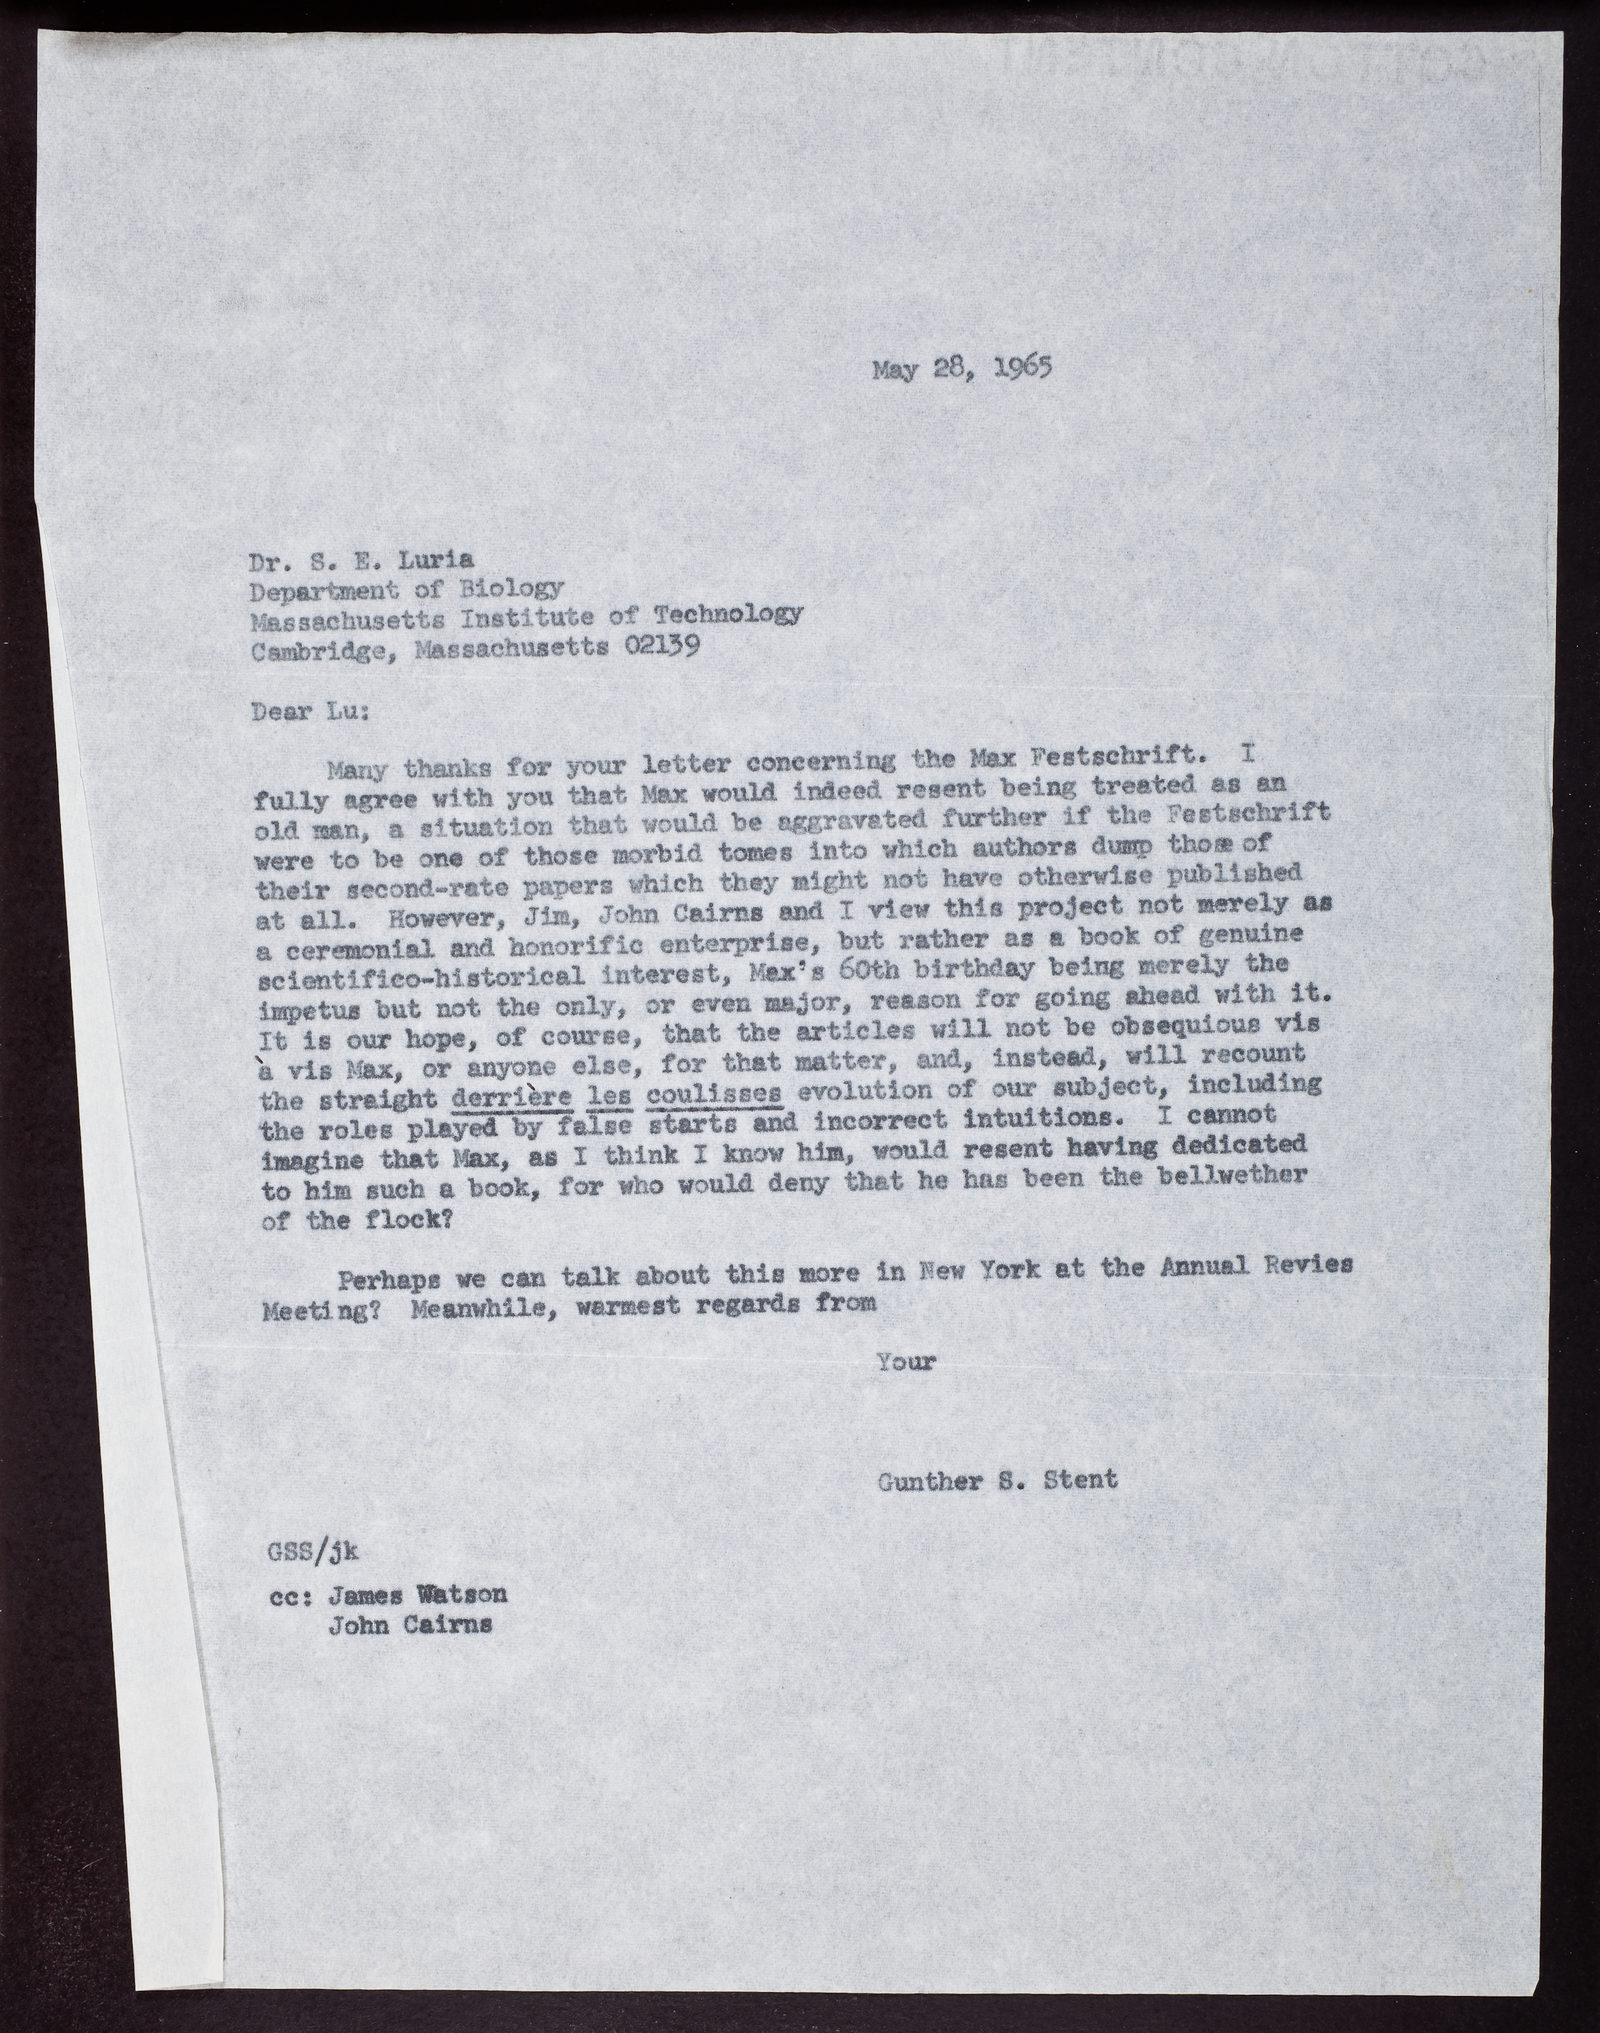 May 28, 1965
Dr. S. E. Luria
Department of Biology
Massachusetts Institute of Technology
Cambridge, Massachusetts 02139
Dear Lu:
Many thanks for your letter concerning the Max Festschrift. I
fully agree with you that Max would indeed resent being treated as an
old man, a situation that would be aggravated further if the Festschrift
were to be one of those morbid tomes into which authors dump those of
their second-rate papers which they might not have otherwise published
at all. However, Jim, John Cairns and I view this project not merely as
a ceremonial and honorific enterprise, but rather as a book of genuine
scientifico-historical interest, Max's 60th birthday being merely the
impetus but not the only, or even major, reason for going ahead with it.
It is our hope, of course, that the articles will not be obsequious vis
à vis Max, or anyone else, for that matter, and, instead, will recount
the straight derrière les coulisses evolution of our subject, including
the roles played by false starts and incorrect intuitions. I cannot
imagine that Max, as I think I know him, would resent having dedicated
to him such a book, for who would deny that he has been the bellwether
of the flock?
Perhaps we can talk about this more in New York at the Annual Revies
Meeting? Meanwhile, warmest regards from
Your
Gunther S. Stent
GSS/jk
cc: James Watson
John Cairns